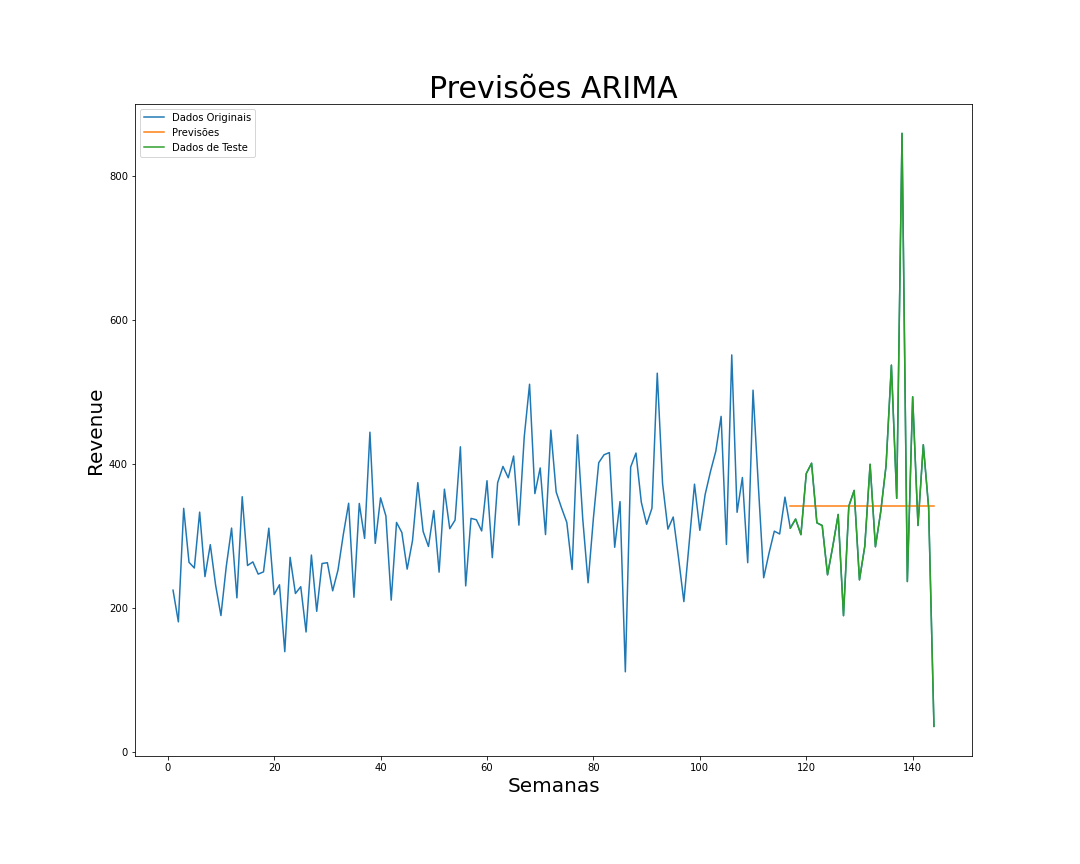 Previsões ARIMA
Dados Originais
Previsões
Dados de Teste
Revenue
800
600
400
200
0
0 20 40 60 80 100 120 140
Semanas